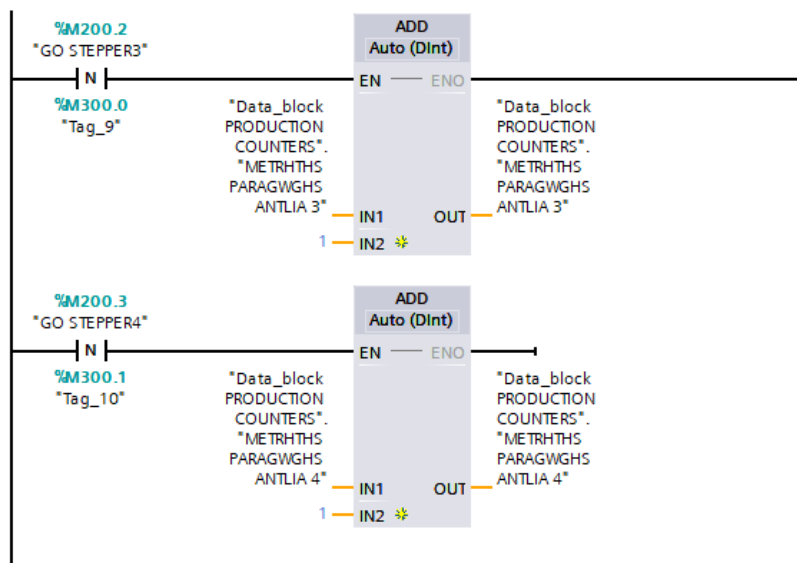 %M200.2
"GO STEPPER3"
N
%M300.0
"Tag_9"
ADD
Auto (DInt)
EN
ENO
"Data_block
PRODUCTION
COUNTERS".
"METRHTHS
PARAGWGHS
ANTLIA 3"
IN1
1
IN2
OUT
"Data_block
PRODUCTION
COUNTERS".
"METRHTHS
PARAGWGHS
ANTLIA 3"
%M200.3
"GO STEPPER4"
N
%M300.1
"Tag_10"
ADD
Auto (DInt)
EN
ENO
"Data_block
PRODUCTION
COUNTERS".
"METRHTHS
PARAGWGHS
ANTLIA 4"
IN1
1
IN2
OUT
"Data_block
PRODUCTION
COUNTERS".
"METRHTHS
PARAGWGHS
ANTLIA 4"